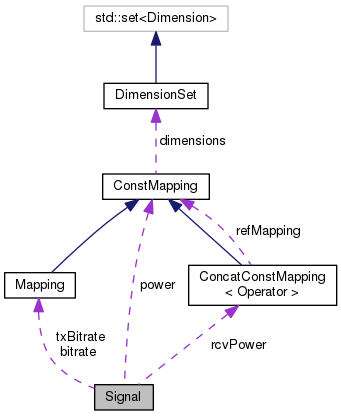 std::set<Dimension>
DimensionSet
dimensions
ConstMapping
refMapping
Mapping
power
ConcatConstMapping
< Operator >
txBitrate
bitrate
rcvPower
Signal